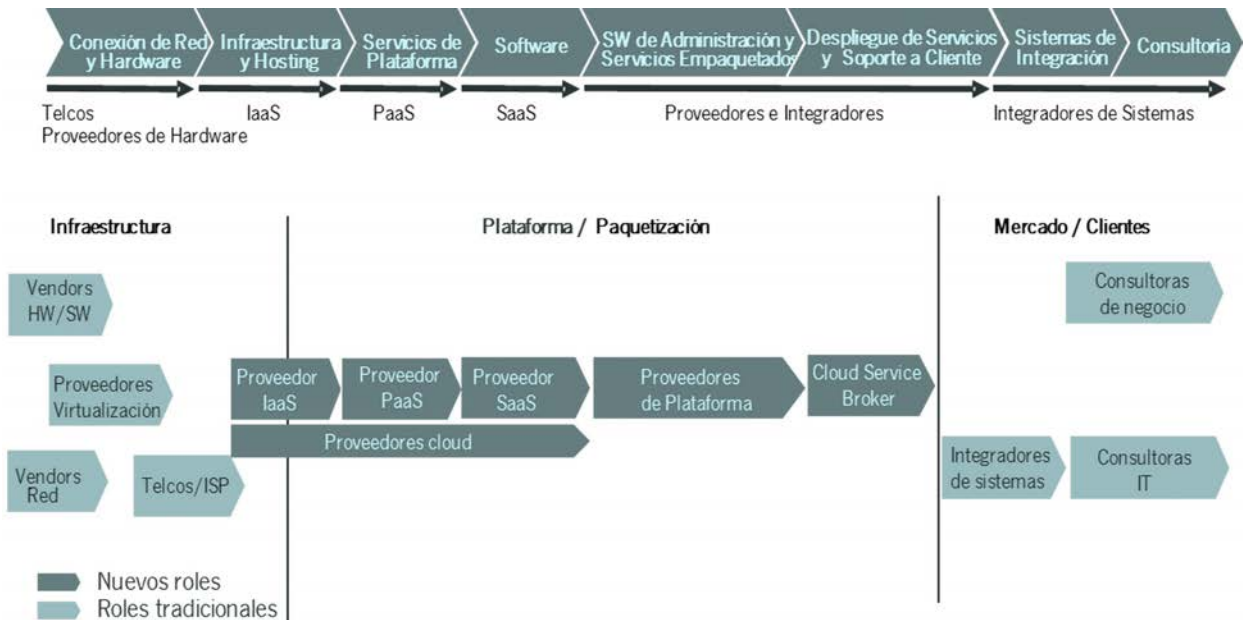 Conexión de Red
y Hardware
Infraestructura
y Hosting
Servicios de
Plataforma
Software
SW de Administración y
Servicios Empaquetados
Despliegue de Servicios
y Soporte a Cliente
Sistemas de
Integración
Consultoria
Telcos
Proveedores de Hardware
IaaS
PaaS
SaaS
Proveedores e Integradores
Integradores de Sistemas
Infraestructura
Plataforma / Paquetización
Mercado / Clientes
Vendors
HW/SW
Consultoras
de negocio
Proveedores
Virtualización
Proveedor
IaaS
Proveedor
PaaS
Proveedor
SaaS
Proveedores
de Plataforma
Cloud Service
Broker
Proveedores cloud
Vendors
Red
Telcos/ISP
Integradores
de sistemas
Consultoras
IT
Nuevos roles
Roles tradicionales